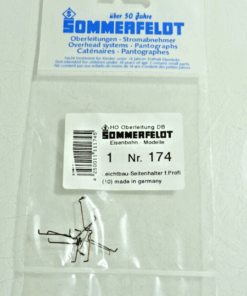 über 50 Jahre
SOMMERFELDT
Oberleitungen - Stromabnehmer
Overhead systems - Pantographs
Caténaires - Pantographes
HO Oberleitung DB
SOMMERFELDT
Eisenbahn - Modelle
1 Nr. 174
Leichtbau-Seitenhalter f.Profi
(10) made in germany